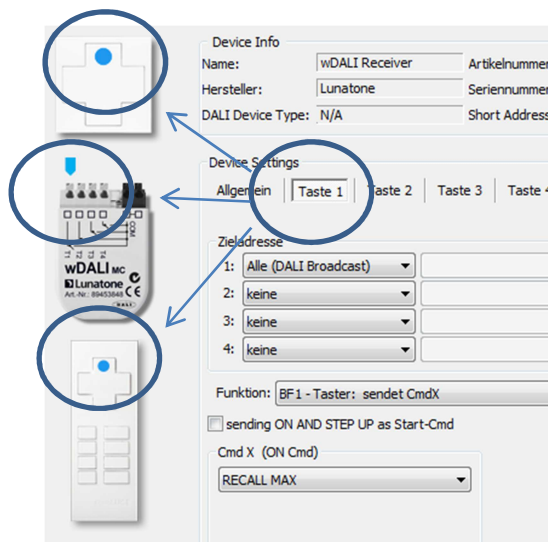 Device Info
Name: wDALI Receiver Artikelnummer
Hersteller: Lunatone Seriennummer
DALI Device Type: N/A Short Address
Device Settings
Allgemein Taste 1 Taste 2 Taste 3 Taste 4
Zieladresse
1: Alle (DALI Broadcast)
2: keine
3: keine
4: keine
Funktion: BF1 - Taster: sendet CmdX
sending ON AND STEP UP as Start-Cmd
Cmd X (ON Cmd)
RECALL MAX
COM
wDALI MC
Lunatone
Art.-Nr.: 89453848 CE
DALI